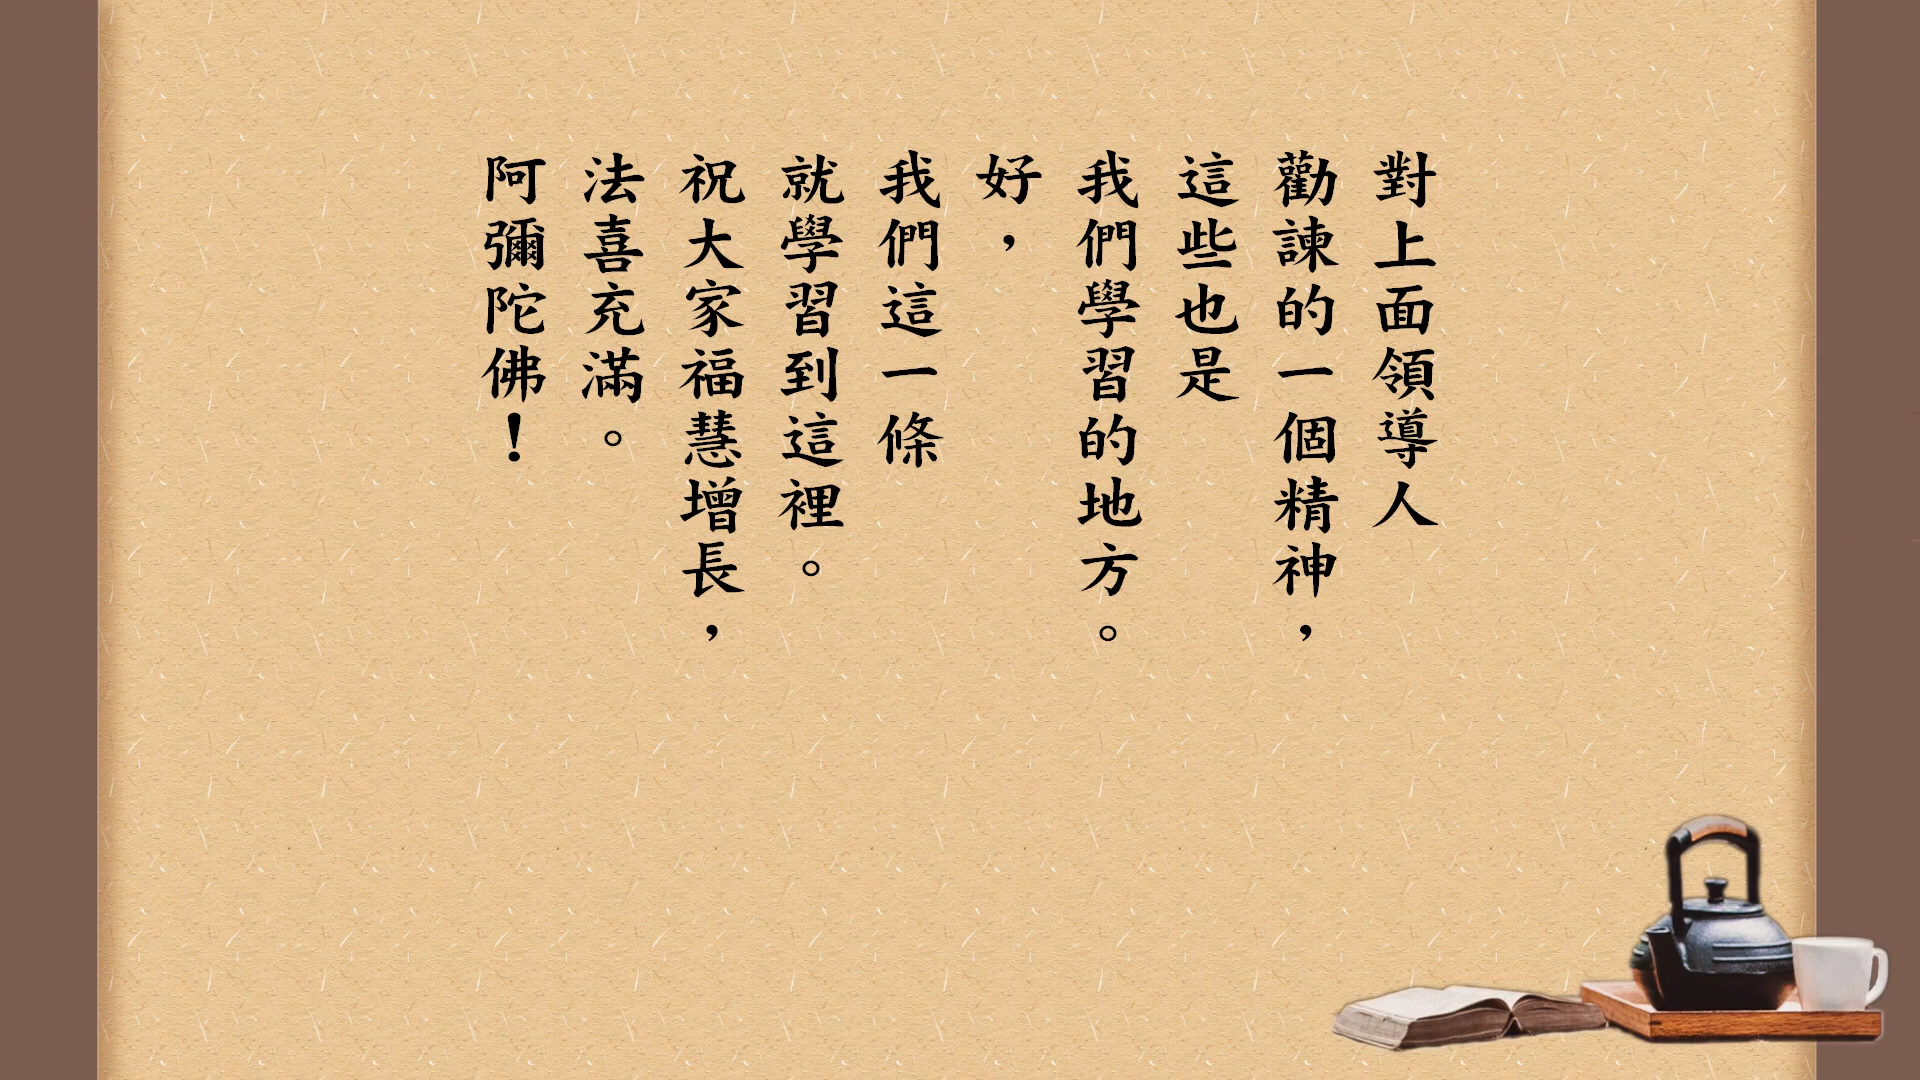 對上面領導人
勸諫的一個精神，
這些也是
我們學習的地方。
好，
我們這一條
就學習到這裡。
祝大家福慧增長，
法喜充滿。
阿彌陀佛！